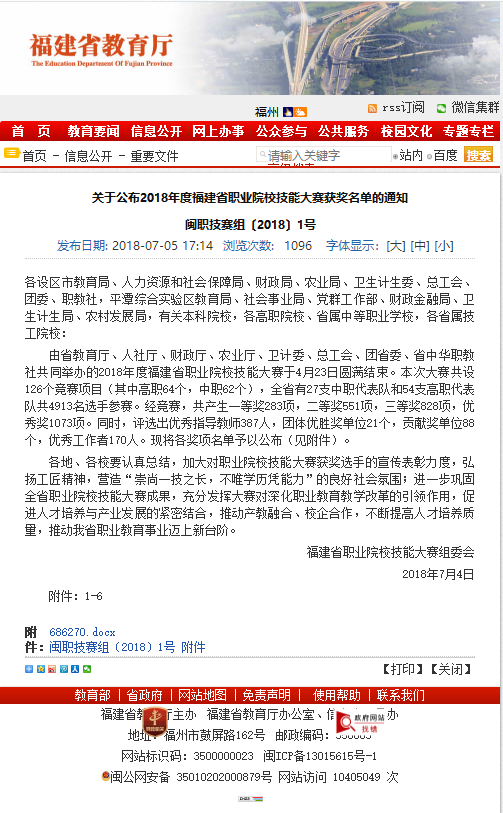 福建省教育厅
The Education Department Of Fujian Province
福州
rss订阅 微信集群
首 页 教育要闻 信息公开 网上办事 公众参与 公共服务 校园文化 专题专栏
首页 - 信息公开 - 重要文件 请输入关键字 站内 百度 搜索
关于公布2018年度福建省职业院校技能大赛获奖名单的通知
闽职技赛组〔2018〕1号
发布日期: 2018-07-05 17:14 浏览次数: 1096 字体显示: [大] [中] [小]
各设区市教育局、人力资源和社会保障局、财政局、农业局、卫生计生委、总工会、
团委、职教社，平潭综合实验区教育局、社会事业局、党群工作部、财政金融局、卫
生计生局、农村发展局，有关本科院校，各高职院校、省属中等职业学校，各省属技
工院校：
由省教育厅、人社厅、财政厅、农业厅、卫计委、总工会、团省委、省中华职教
社共同举办的2018年度福建省职业院校技能大赛于4月23日圆满结束。本次大赛共设
126个竞赛项目（其中高职64个，中职62个），全省有27支中职代表队和54支高职代表
队共4913名选手参赛。经竞赛，共产生一等奖283项，二等奖551项，三等奖828项，优
秀奖1073项。同时，评选出优秀指导教师387人，团体优胜奖单位21个，贡献奖单位88
个，优秀工作者170人。现将各奖项名单予以公布（见附件）。
各地、各校要认真总结，加大对职业院校技能大赛获奖选手的宣传表彰力度，弘
扬工匠精神，营造“崇尚一技之长，不唯学历凭能力”的良好社会氛围；进一步巩固
全省职业院校技能大赛成果，充分发挥大赛对深化职业教育教学改革的引领作用，促
进人才培养与产业发展的紧密结合，推动产教融合、校企合作，不断提高人才培养质
量，推动我省职业教育事业迈上新台阶。
福建省职业院校技能大赛组委会
2018年7月4日
附件：1-6
附 686270.docx
件： 闽职技赛组（2018）1号 附件
【打印】【关闭】
教育部 | 省政府 | 网站地图 | 免责声明 | 使用帮助 | 联系我们
福建省教育厅主办 福建省教育厅办公室、信 办
政府网站
找错
地址：福州市鼓屏路162号 邮政编码：
网站标识码：3500000023 闽ICP备13015615号-1
闽公网安备 35010202000879号 网站访问 10405049 次